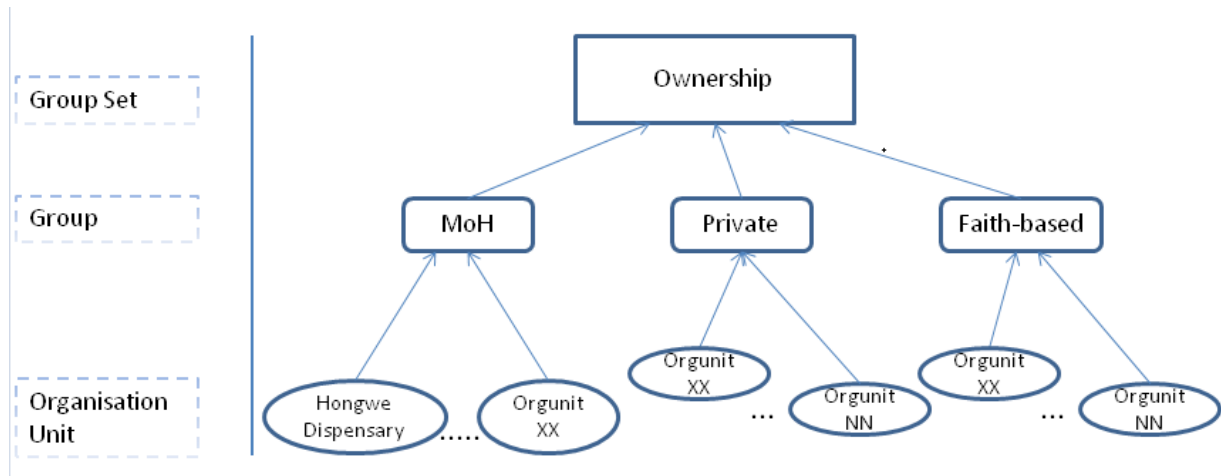 Group Set
Ownership
Group
MoH
Private
Faith-based
Organisation
Unit
Hongwe
Dispensary
.....
Orgunit
XX
Orgunit
XX
...
Orgunit
NN
Orgunit
XX
...
Orgunit
NN